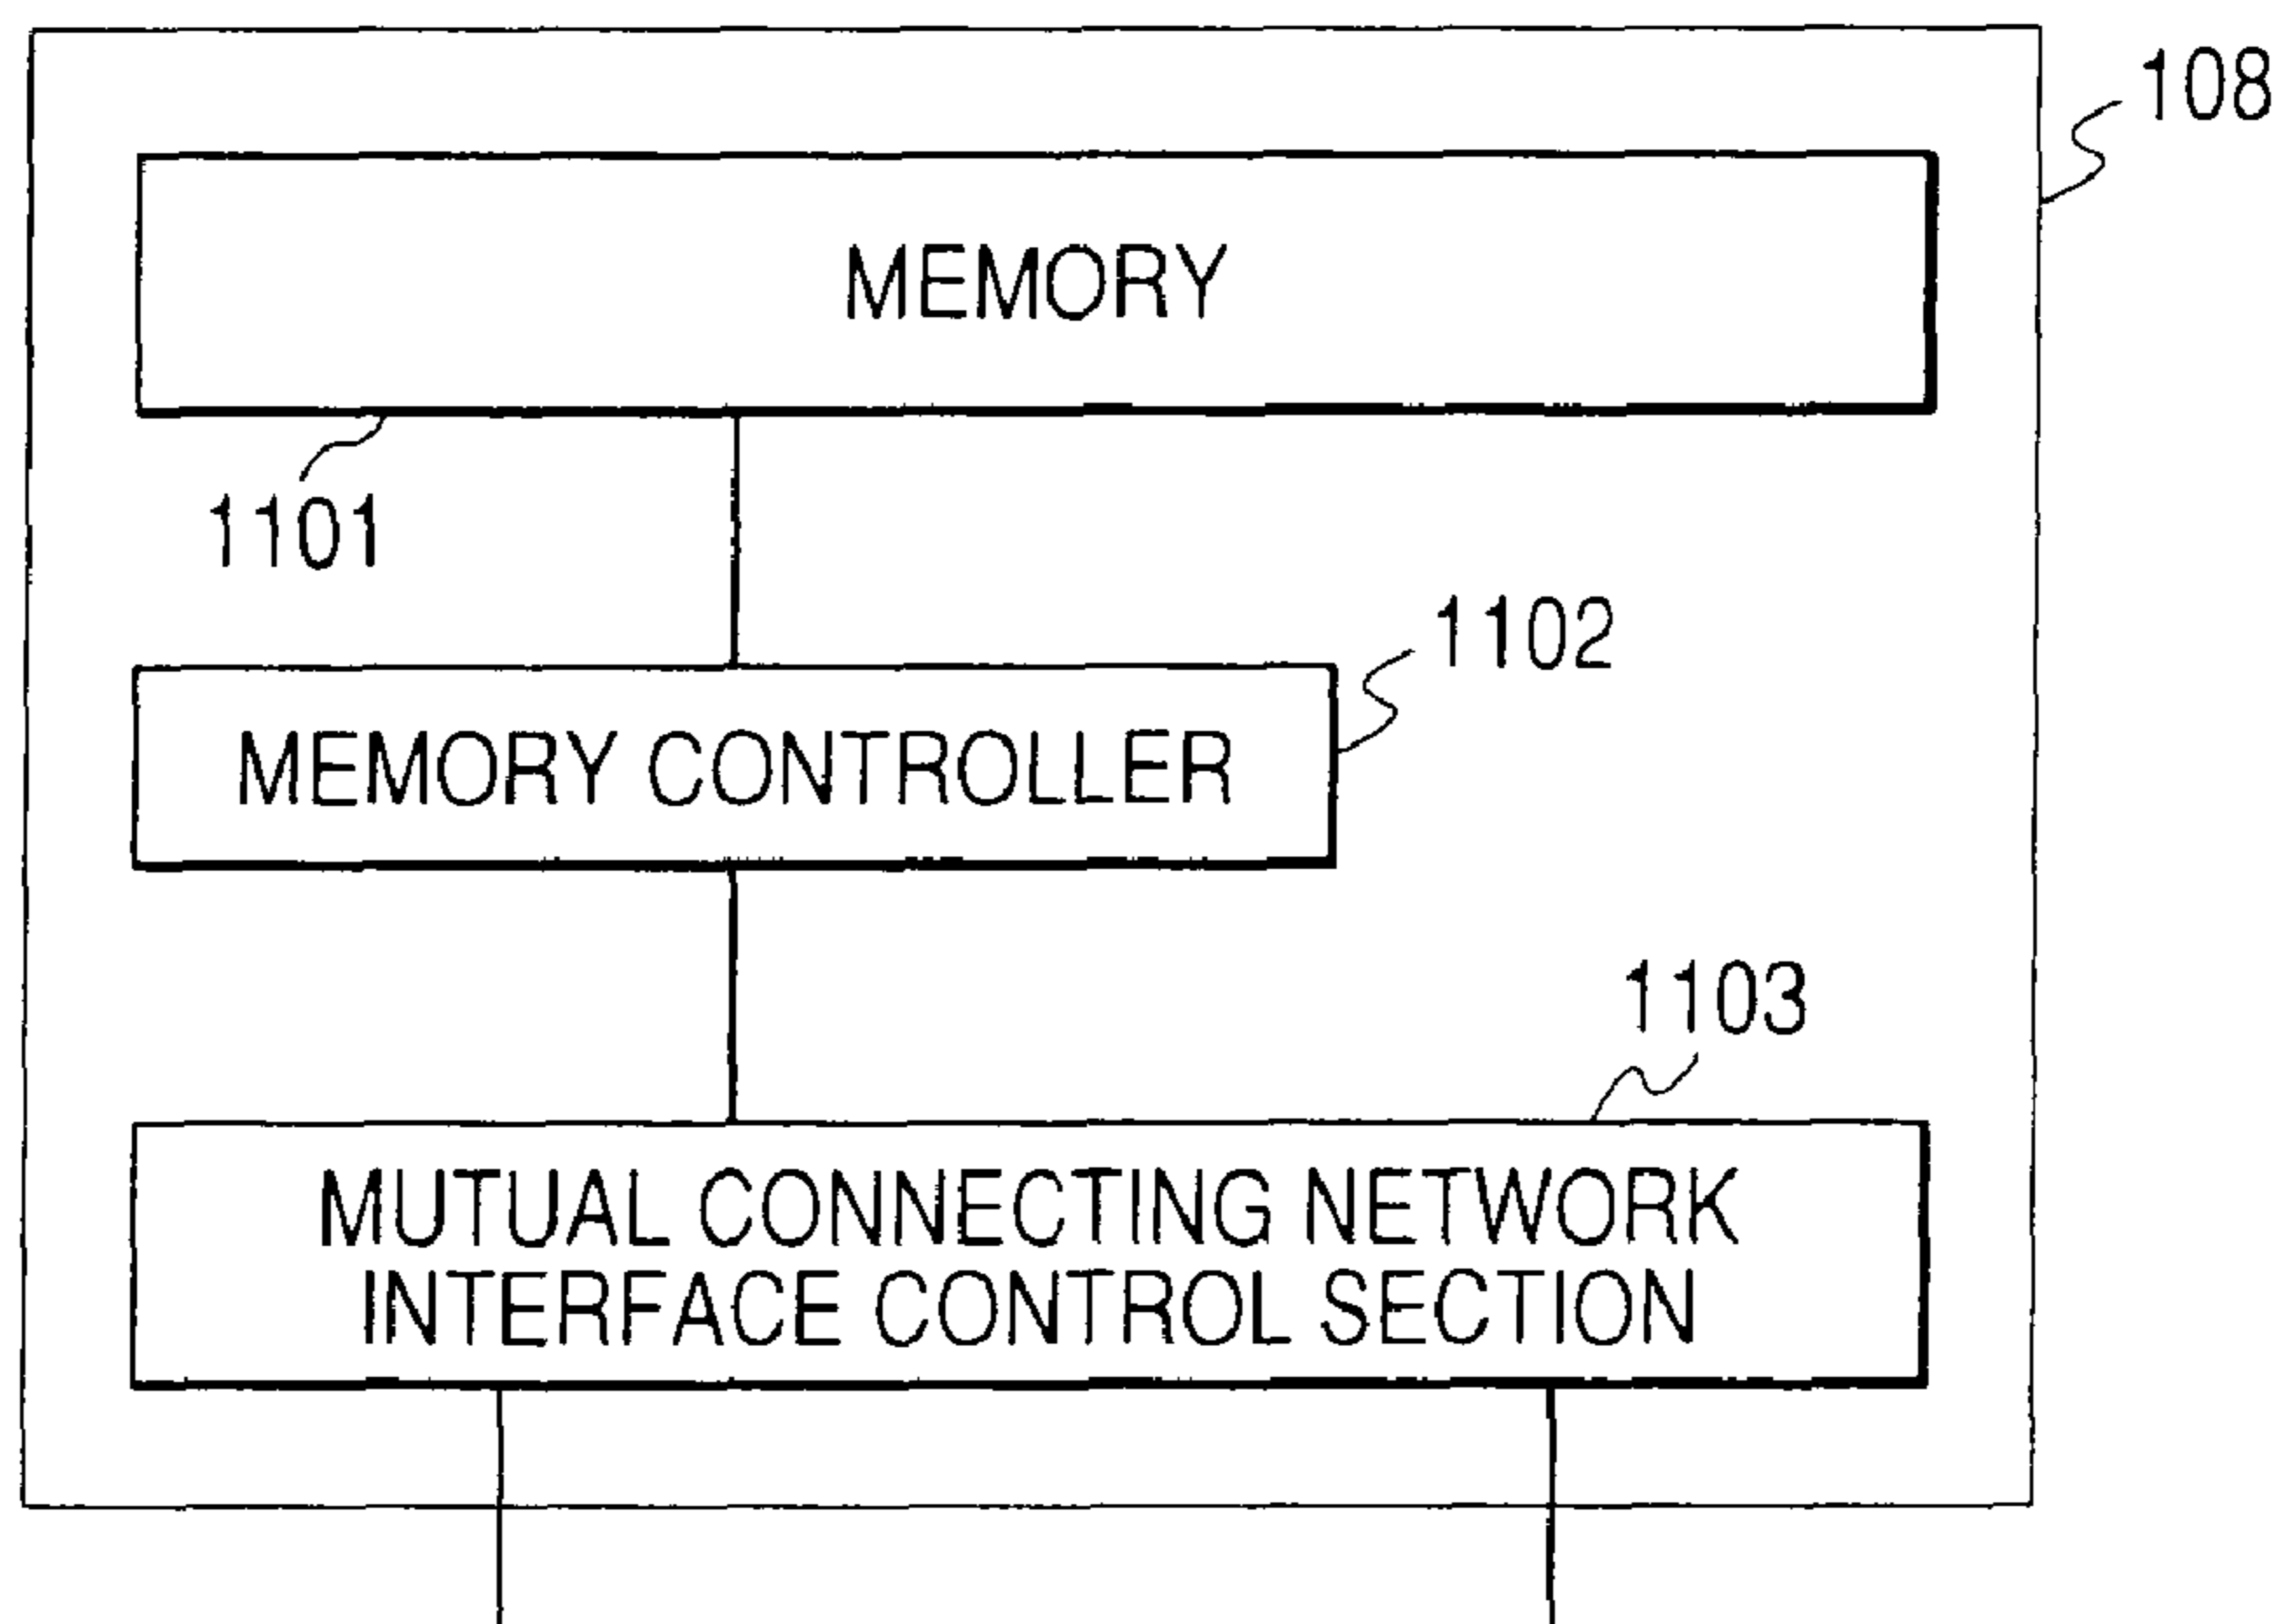 108
MEMORY
1101
1102
MEMORY CONTROLLER
1103
MUTUAL CONNECTING NETWORK
INTERFACE CONTROL SECTION